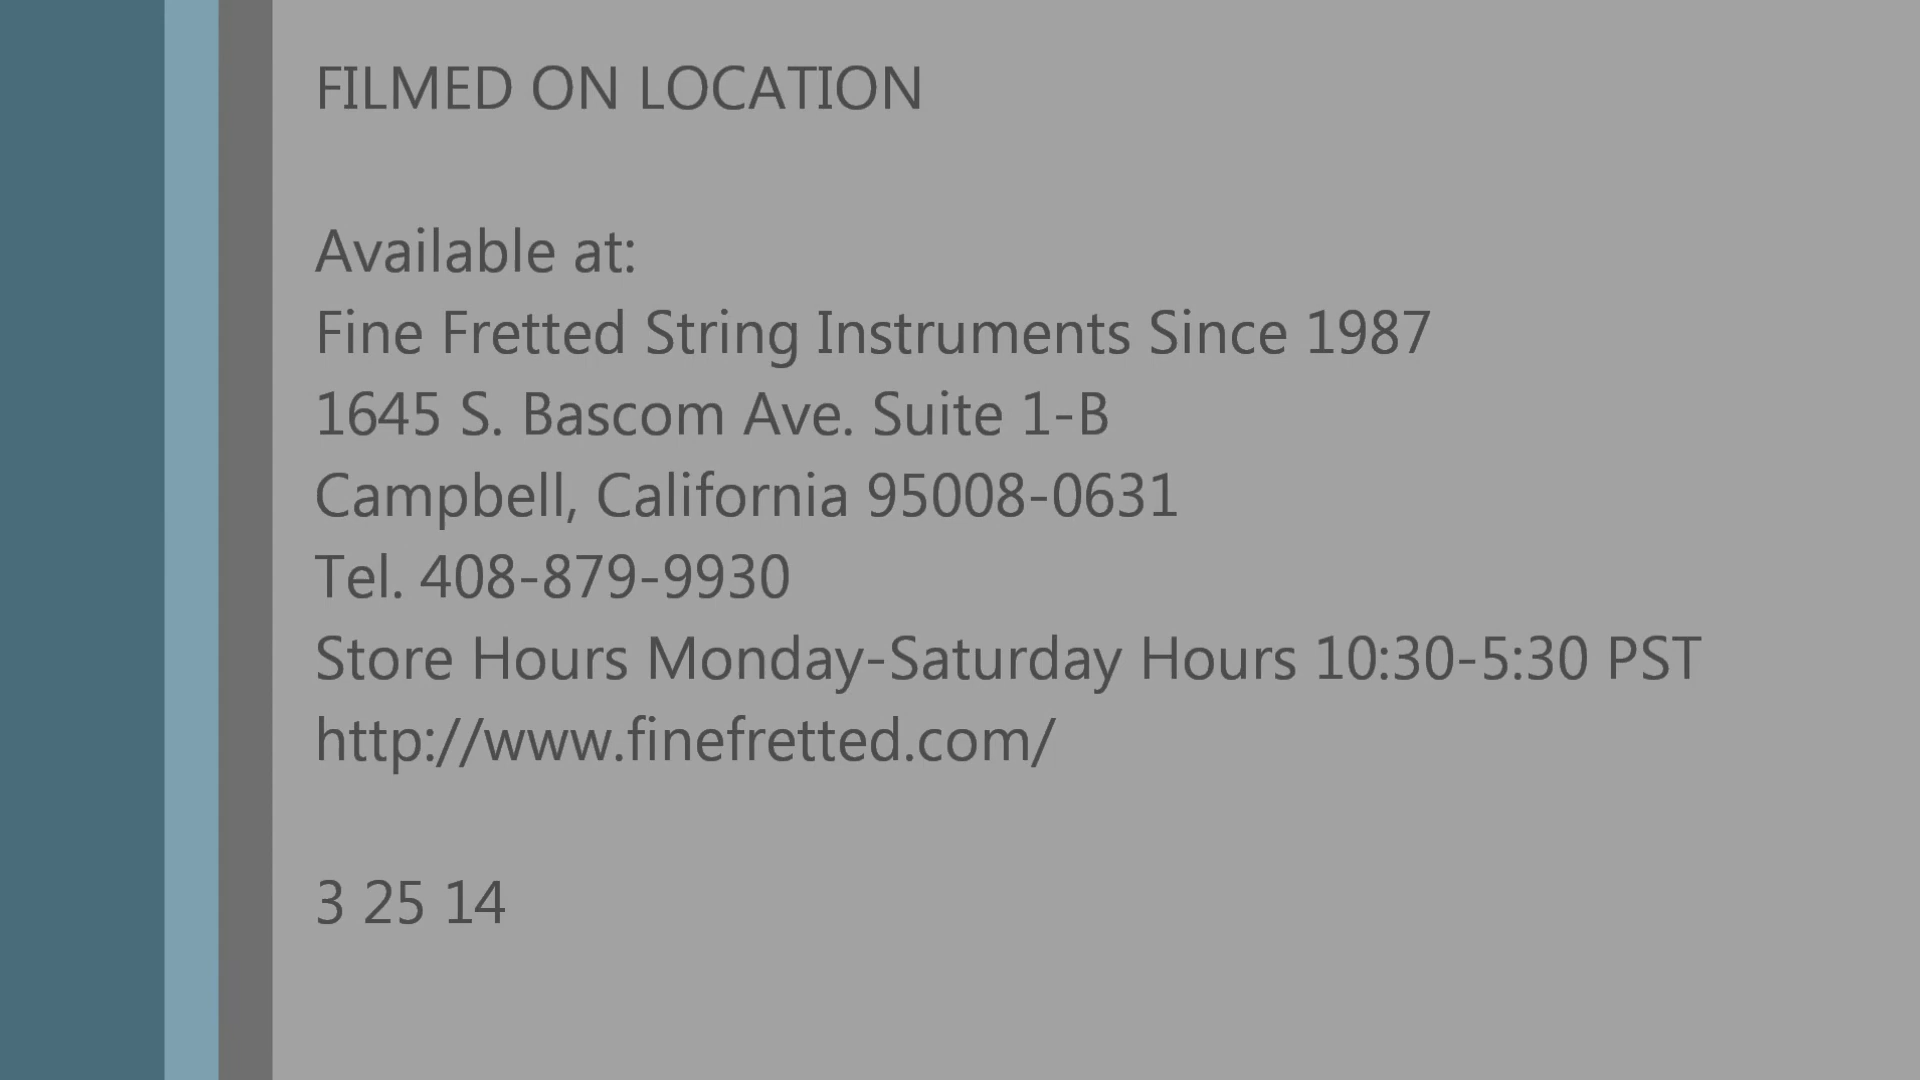 FILMED ON LOCATION
Available at:
Fine Fretted String Instruments Since 1987
1645 S. Bascom Ave. Suite 1-B
Campbell, California 95008-0631
Tel. 408-879-9930
Store Hours Monday-Saturday Hours 10:30-5:30 PST
http://www.finefretted.com/
3 25 14